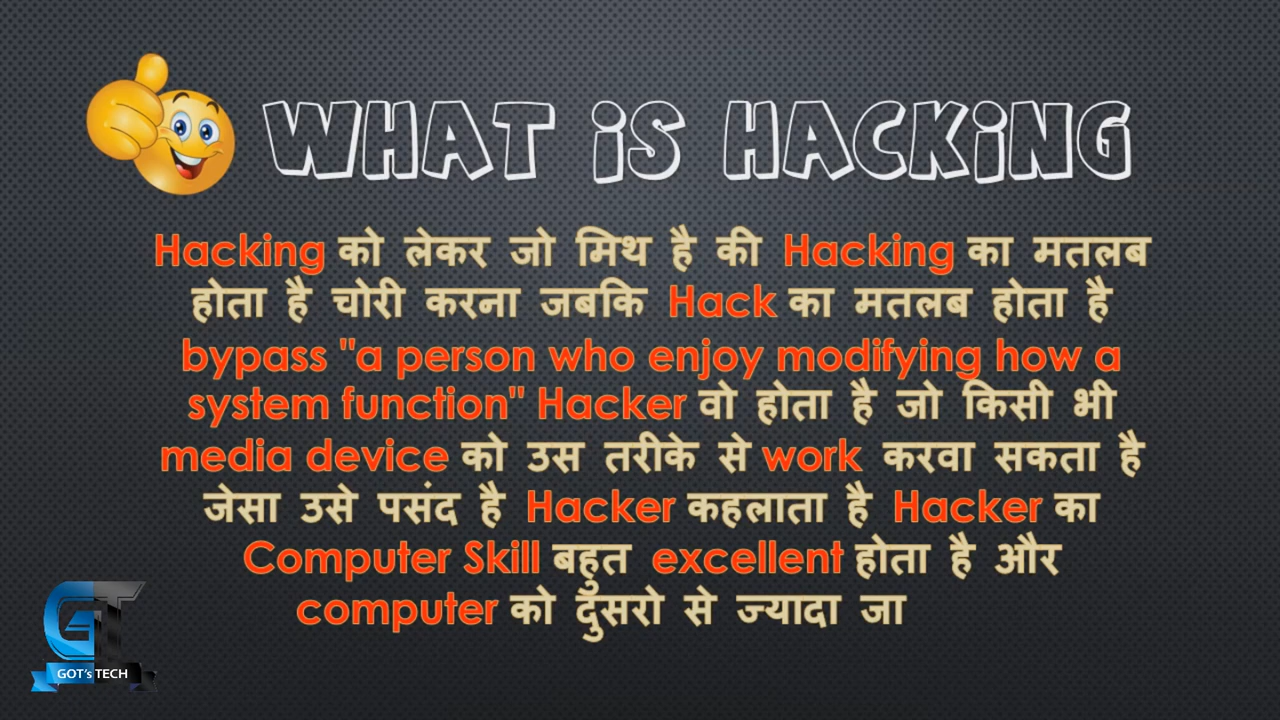 WHAT iS HACKiNG
Hacking को लेकर जो मिथ है की Hacking का मतलब
होता है चोरी करना जबकि Hack का मतलब होता है
bypass "a person who enjoy modifying how a
system function" Hacker वो होता है जो किसी भी
media device को उस तरीके से work करवा सकता है
जेसा उसे पसंद है Hacker कहलाता है Hacker का
Computer Skill बहुत excellent होता है और
computer को दुसरो से ज्यादा जा
GT
GOT's TECH